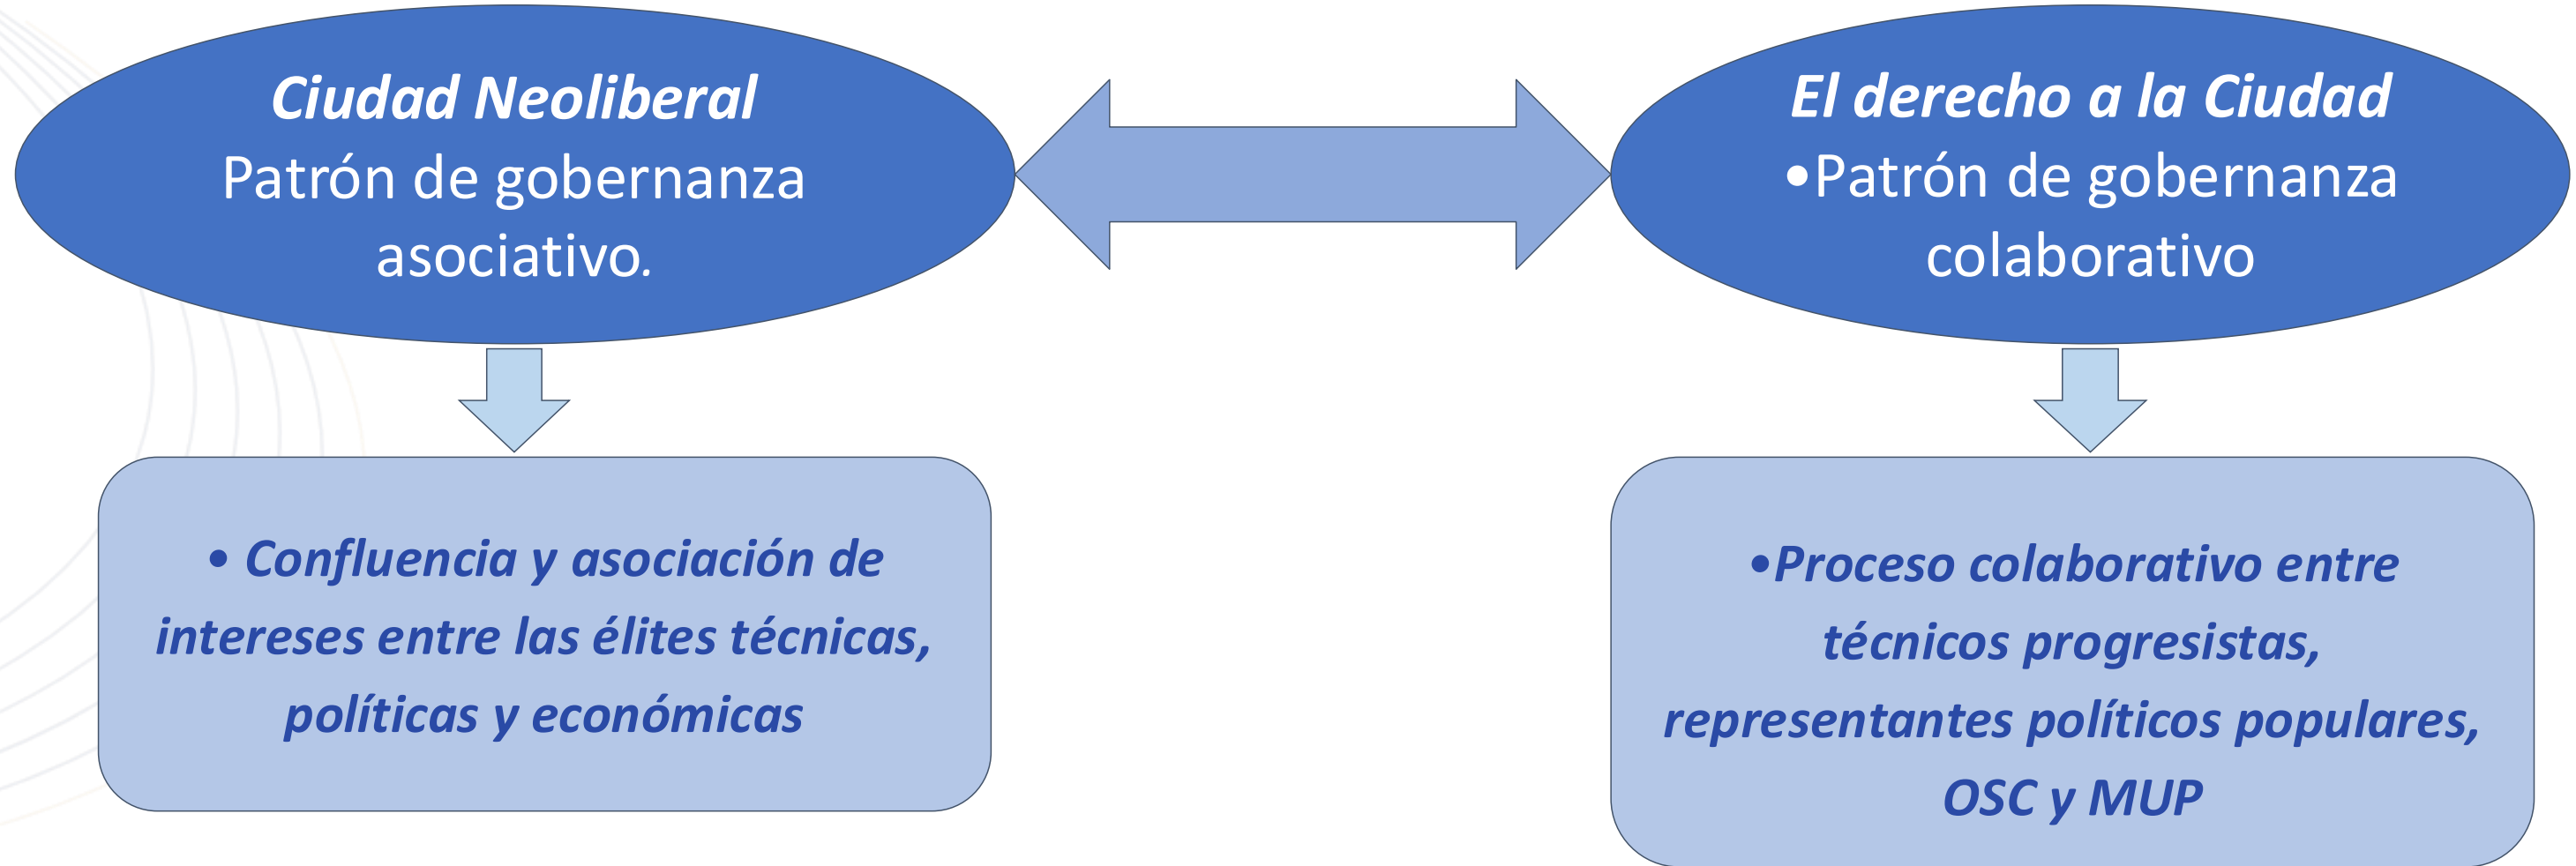 Ciudad Neoliberal
Patrón de gobernanza
asociativo.
El derecho a la Ciudad
•Patrón de gobernanza
colaborativo
• Confluencia y asociación de
intereses entre las élites técnicas,
políticas y económicas
•Proceso colaborativo entre
técnicos progresistas,
representantes políticos populares,
OSC y MUP